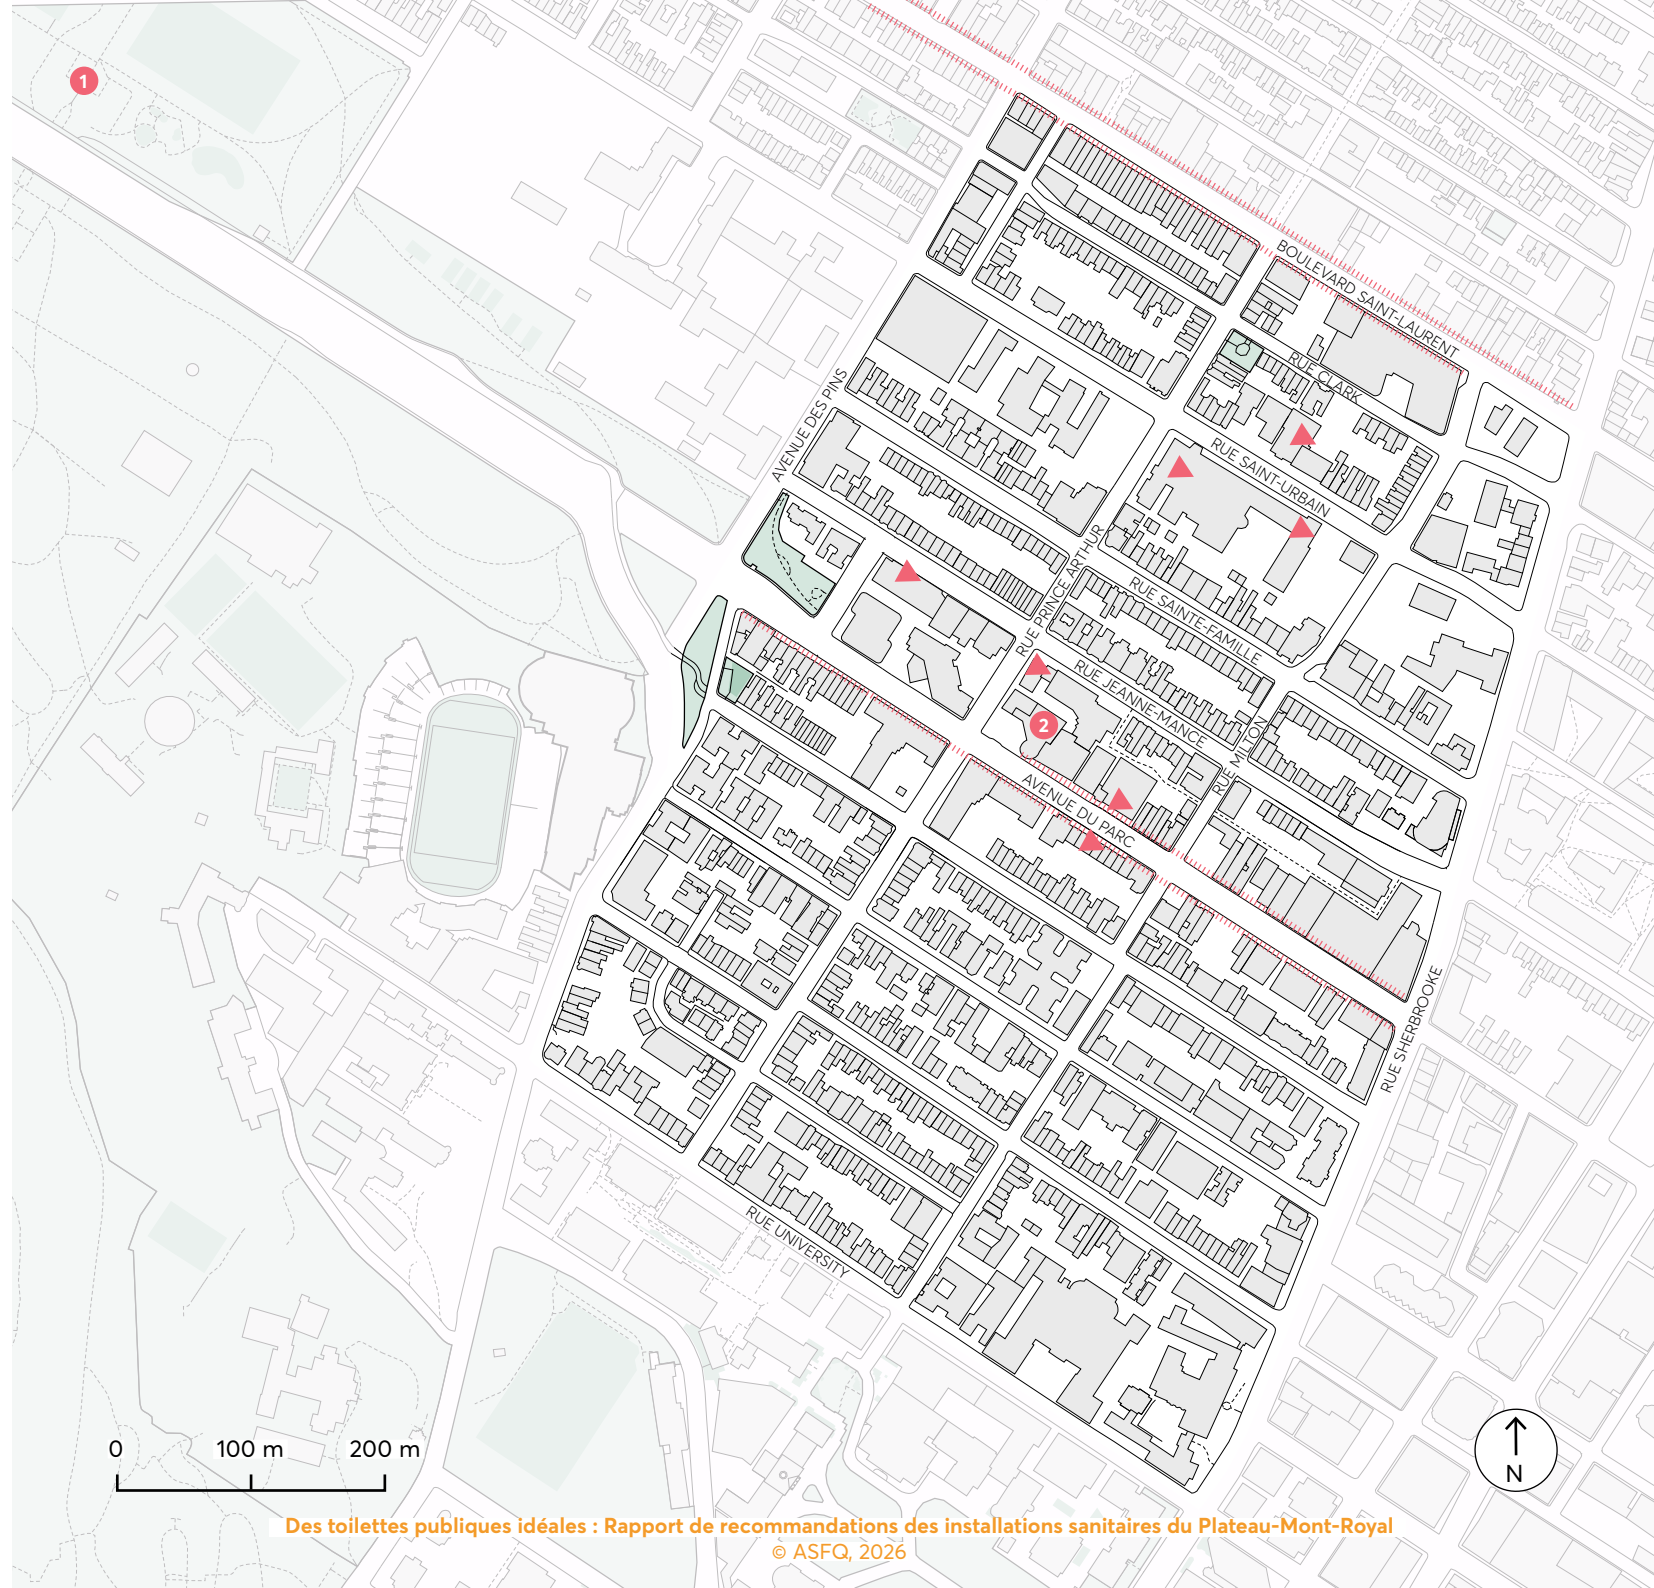 1
BOULEVARD SAINT-LAURENT
RUE CLARK
AVENUE DES PINS
RUE SAINT-URBAIN
RUE PRINCE ARTHUR
RUE SAINTE-FAMILLE
RUE JEANNE-MANCE
2
RUE MILTON
AVENUE DU PARC
RUE SHERBROOKE
RUE UNIVERSITY
0 100 m 200 m
N
Des toilettes publiques idéales : Rapport de recommandations des installations sanitaires du Plateau-Mont-Royal
© ASFQ, 2026